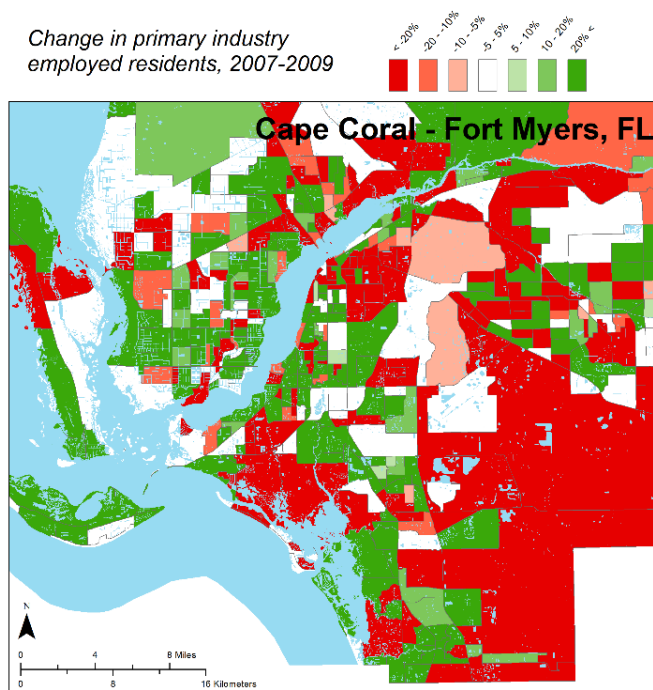 Change in primary industry
employed residents, 2007-2009
< -20%
-20 - -10%
-10 - -5%
-5 - 5%
5 - 10%
10 - 20%
20% <
Cape Coral - Fort Myers, FL
N
0 4 8 Miles
0 8 16 Kilometers